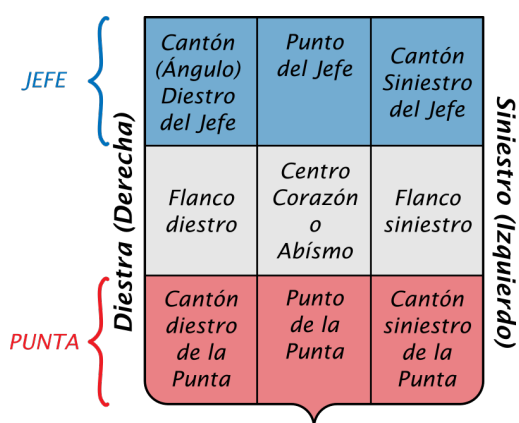 JEFE
Cantón
(Ángulo)
Diestro
del Jefe
Punto
del Jefe
Cantón
Siniestro
del Jefe
Diestra (Derecha)
Siniestro (Izquierdo)
Flanco
diestro
Centro
Corazón
o
Abísmo
Flanco
siniestro
PUNTA
Cantón
diestro
de la
Punta
Punto
de la
Punta
Cantón
siniestro
de la
Punta